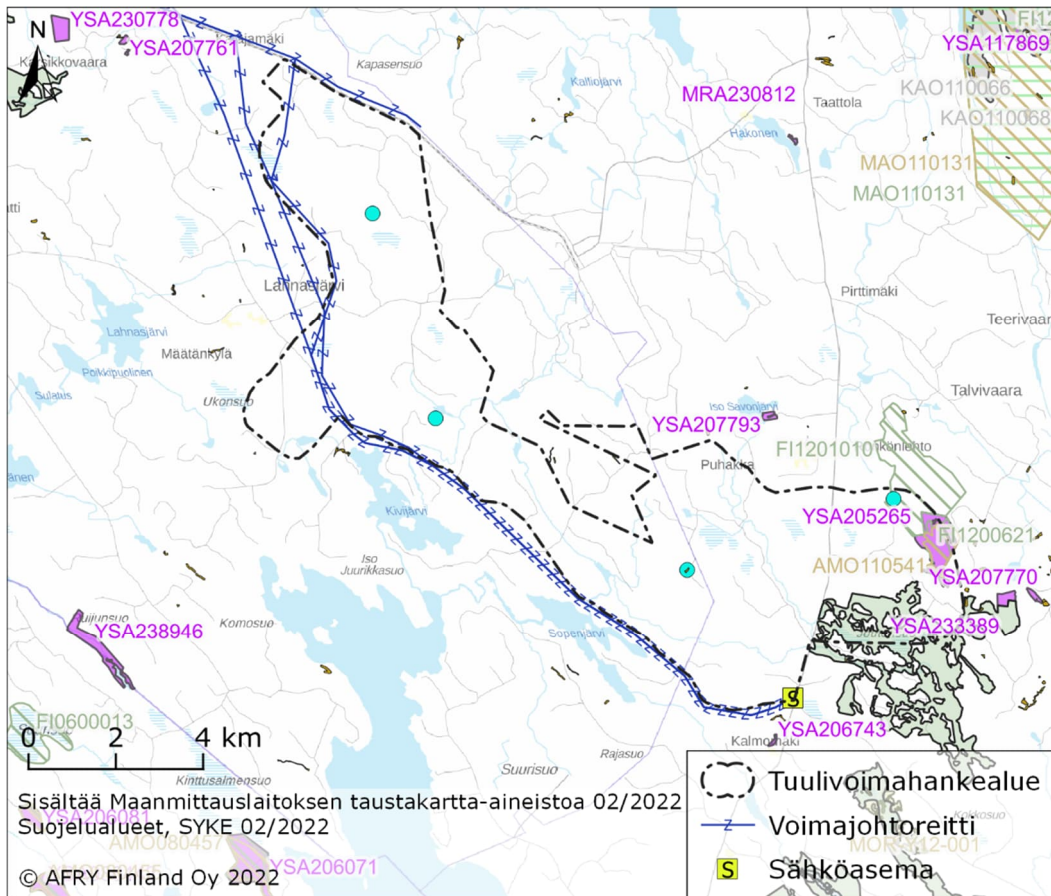 YSA230778
N
YSA207761
Karsikkovaara
Kapasensuo
Kalliojärvi
MRA230812
Taattola
Hakonen
YSA117869
KAO110066
KAO110068
MAO110131
MAO110131
Lahnasjärvi
Pirttimäki
Teerivaar
Lahnasjärvi
Määtänkylä
Poikkipuolinen
Sulatus
Ukonsuo
Talvivaara
Iso Savonjärvi
YSA207793
Puhakka
FI1201010
YSA205265
FI1200621
AMO110541
YSA207770
Kivijärvi
Iso
Juurikkasuo
Komosuo
YSA238946
Sopenjärvi
YSA233389
S
YSA206743
Kalmomäki
FI0600013
0 2 4 km
Kinttusalmensuo
Suurisuo
Rajasuo
Sisältää Maanmittauslaitoksen taustakartta-aineistoa 02/2022
Suojelualueet, SYKE 02/2022
YSA206081
AMO080457
YSA206071
© AFRY Finland Oy 2022
Tuulivoimahankealue
Voimajohtoreitti
S Sähköasema